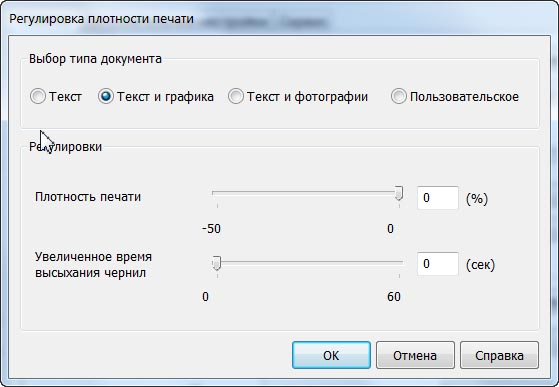 Регулировка плотности печати
Выбор типа документа
Текст Текст и графика Текст и фотографии Пользовательское
Регулировки
Плотность печати 0 (%)
-50 0
Увеличенное время
высыхания чернил 0 (сек)
0 60
OK Отмена Справка